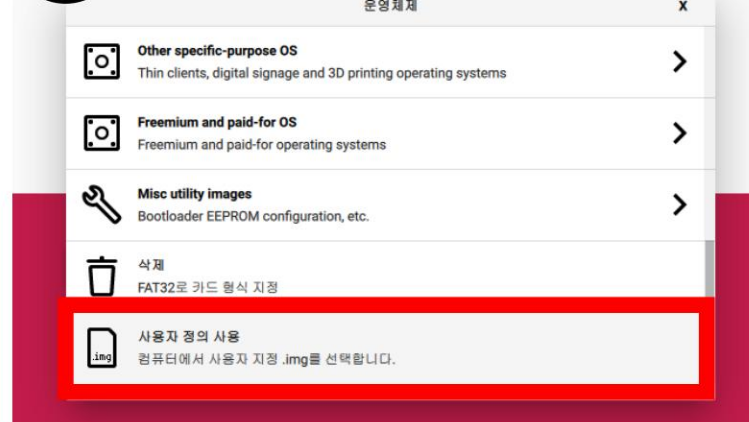 운영체제 x
Other specific-purpose OS
Thin clients, digital signage and 3D printing operating systems
Freemium and paid-for OS
Freemium and paid-for operating systems
Misc utility images
Bootloader EEPROM configuration, etc.
삭제
FAT32로 카드 형식 지정
사용자 정의 사용
.img
컴퓨터에서 사용자 지정 .img를 선택합니다.